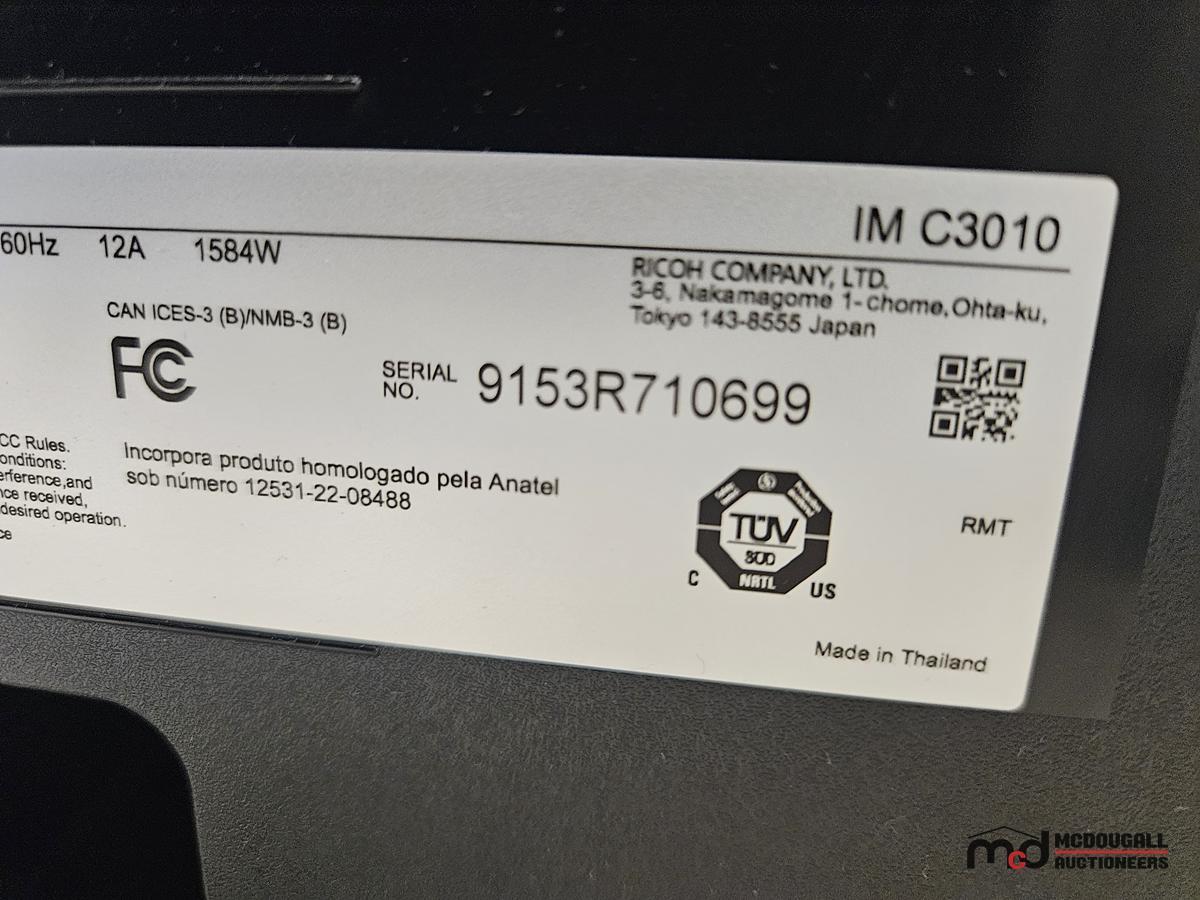 IM C3010
60Hz 12A 1584W
RICOH COMPANY, LTD.
3-6, Nakamagome 1-chome, Ohta-ku,
Tokyo 143-8555 Japan
CAN ICES-3 (B)/NMB-3 (B)
FC
SERIAL
NO.
9153R710699
CC Rules.
onditions:
erference,and
nce received,
desired operation.
ce
Incorpora produto homologado pela Anatel
sob número 12531-22-08488
TÜV
SÜD
NRTL
C US
RMT
Made in Thailand
mcd MCDOUGALL
AUCTIONEERS